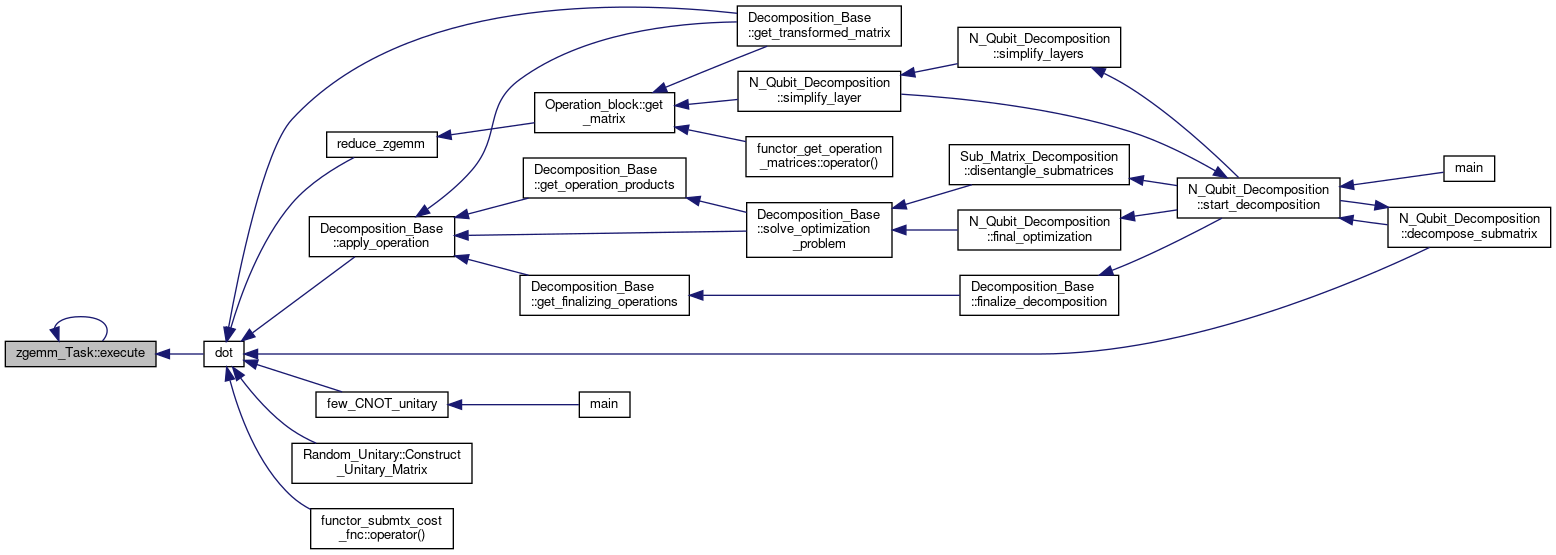 zgemm_Task::execute
dot
Decomposition_Base
::get_transformed_matrix
reduce_zgemm
Operation_block::get
_matrix
N_Qubit_Decomposition
::simplify_layer
N_Qubit_Decomposition
::simplify_layers
functor_get_operation
_matrices::operator()
Decomposition_Base
::apply_operation
Decomposition_Base
::get_operation_products
Decomposition_Base
::solve_optimization
_problem
Sub_Matrix_Decomposition
::disentangle_submatrices
N_Qubit_Decomposition
::final_optimization
N_Qubit_Decomposition
::start_decomposition
main
N_Qubit_Decomposition
::decompose_submatrix
Decomposition_Base
::get_finalizing_operations
Decomposition_Base
::finalize_decomposition
few_CNOT_unitary
main
Random_Unitary::Construct
_Unitary_Matrix
functor_submtx_cost
_fnc::operator()